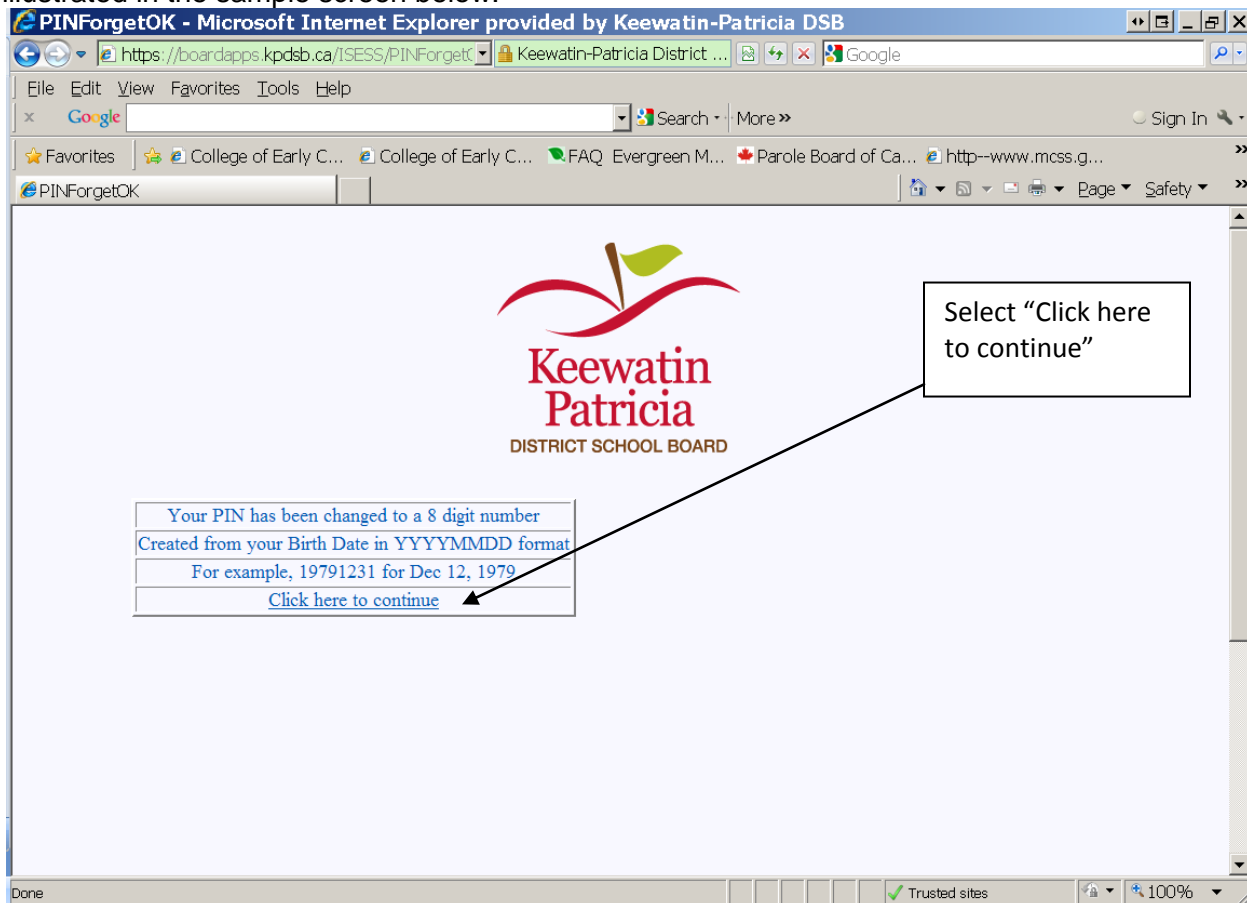 illustrated in the sample screen below.
PINForgetOK - Microsoft Internet Explorer provided by Keewatin-Patricia DSB
https://boardapps.kpdsb.ca/ISESS/PINForgetO Keewatin-Patricia District ... Google
File Edit View Favorites Tools Help
x Google Search More » Sign In
Favorites College of Early C... College of Early C... FAQ Evergreen M... Parole Board of Ca... http--www.mcss.g... »
PINForgetOK Page Safety »
Select “Click here
to continue”
Keewatin
Patricia
DISTRICT SCHOOL BOARD
Your PIN has been changed to a 8 digit number
Created from your Birth Date in YYYYMMDD format
For example, 19791231 for Dec 12, 1979
Click here to continue
Done Trusted sites 100%